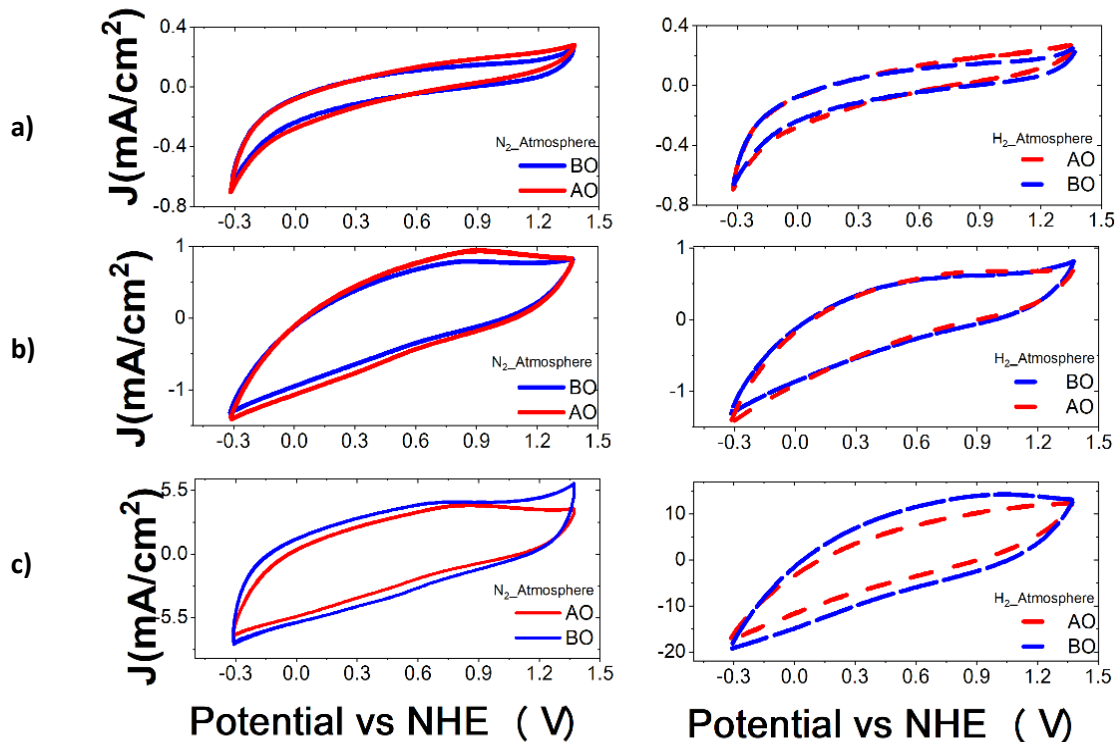 a)
J(mA/cm²)
0.4
0.0
-0.4
-0.8
-0.3 0.0 0.3 0.6 0.9 1.2 1.5
N₂_Atmosphere
BO
AO
0.4
0.0
-0.4
-0.8
-0.3 0.0 0.3 0.6 0.9 1.2 1.5
H₂_Atmosphere
AO
BO
b)
J(mA/cm²)
1
0
-1
-0.3 0.0 0.3 0.6 0.9 1.2 1.5
N₂_Atmosphere
BO
AO
1
0
-1
-0.3 0.0 0.3 0.6 0.9 1.2 1.5
H₂_Atmosphere
BO
AO
c)
J(mA/cm²)
5.5
0.0
5.5
-0.3 0.0 0.3 0.6 0.9 1.2 1.5
N₂_Atmosphere
AO
BO
10
0
-10
-20
-0.3 0.0 0.3 0.6 0.9 1.2 1.5
H₂_Atmosphere
AO
BO
Potential vs NHE ( V)
Potential vs NHE ( V)